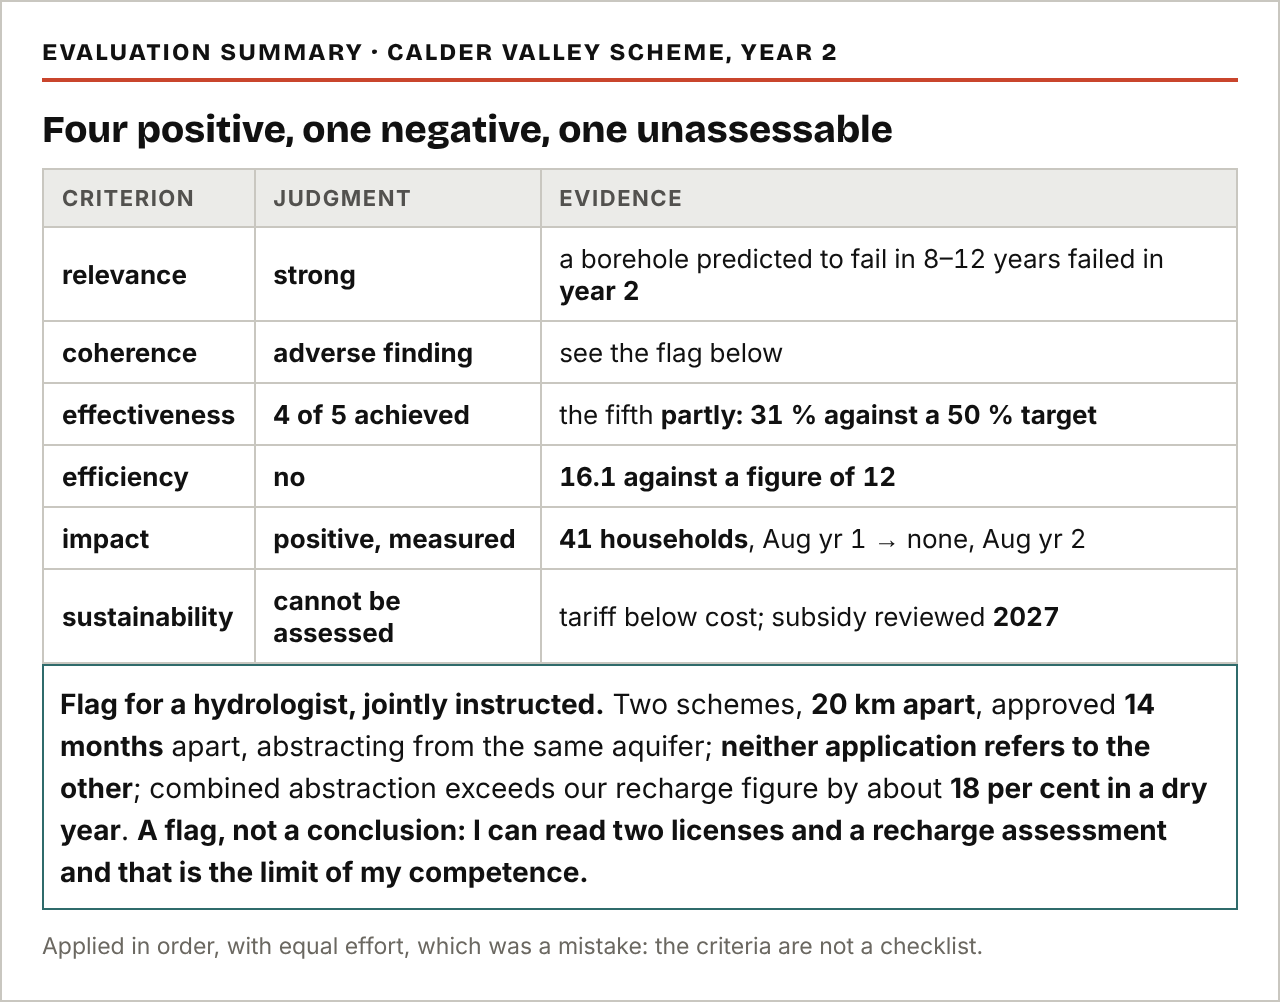 EVALUATION SUMMARY · CALDER VALLEY SCHEME, YEAR 2
Four positive, one negative, one unassessable
CRITERION JUDGMENT EVIDENCE
relevance strong a borehole predicted to fail in 8–12 years failed in
year 2
coherence adverse finding see the flag below
effectiveness 4 of 5 achieved the fifth partly: 31 % against a 50 % target
efficiency no 16.1 against a figure of 12
impact positive, measured 41 households, Aug yr 1 → none, Aug yr 2
sustainability cannot be
assessed tariff below cost; subsidy reviewed 2027
Flag for a hydrologist, jointly instructed. Two schemes, 20 km apart, approved 14
months apart, abstracting from the same aquifer; neither application refers to the
other; combined abstraction exceeds our recharge figure by about 18 per cent in a dry
year. A flag, not a conclusion: I can read two licenses and a recharge assessment
and that is the limit of my competence.
Applied in order, with equal effort, which was a mistake: the criteria are not a checklist.